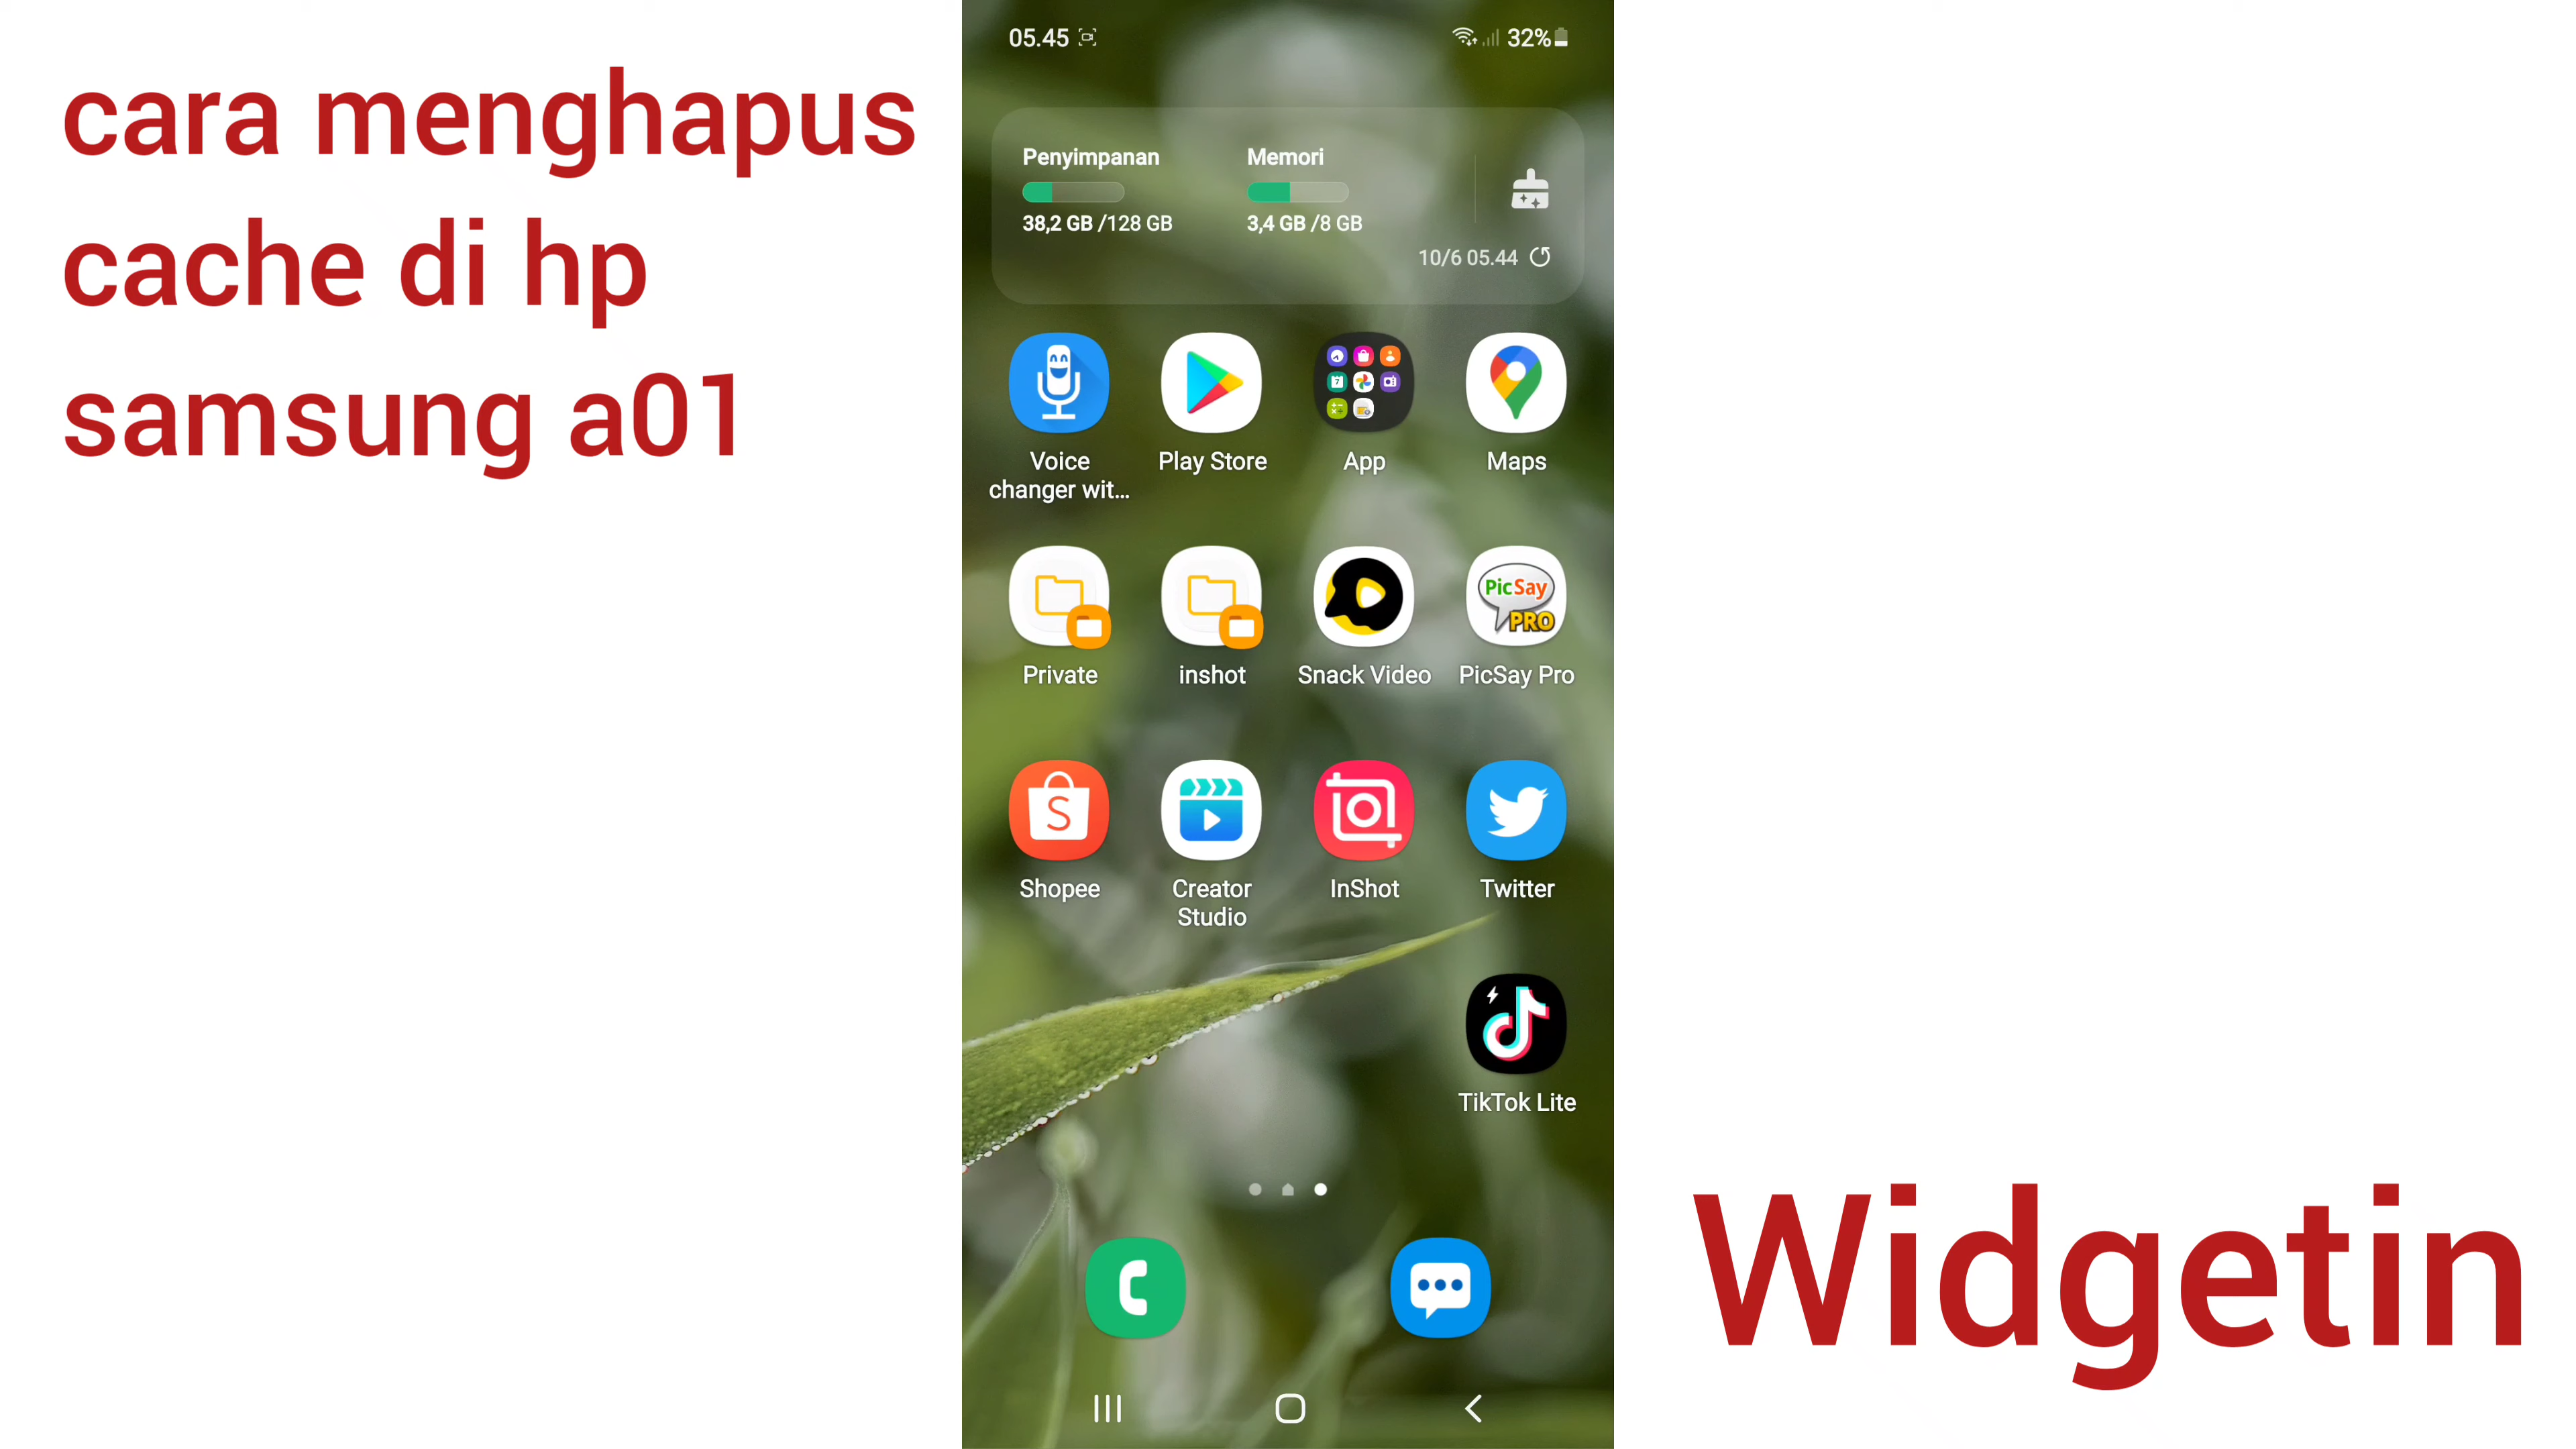 cara menghapus
cache di hp
samsung a01
05.45
32%
Penyimpanan
Memori
38,2 GB /128 GB
3,4 GB /8 GB
10/6 05.44
Voice
changer wit...
Play Store
App
Maps
PicSay
PRO
Private
inshot
Snack Video
PicSay Pro
Shopee
Creator
Studio
InShot
Twitter
TikTok Lite
Widgetin